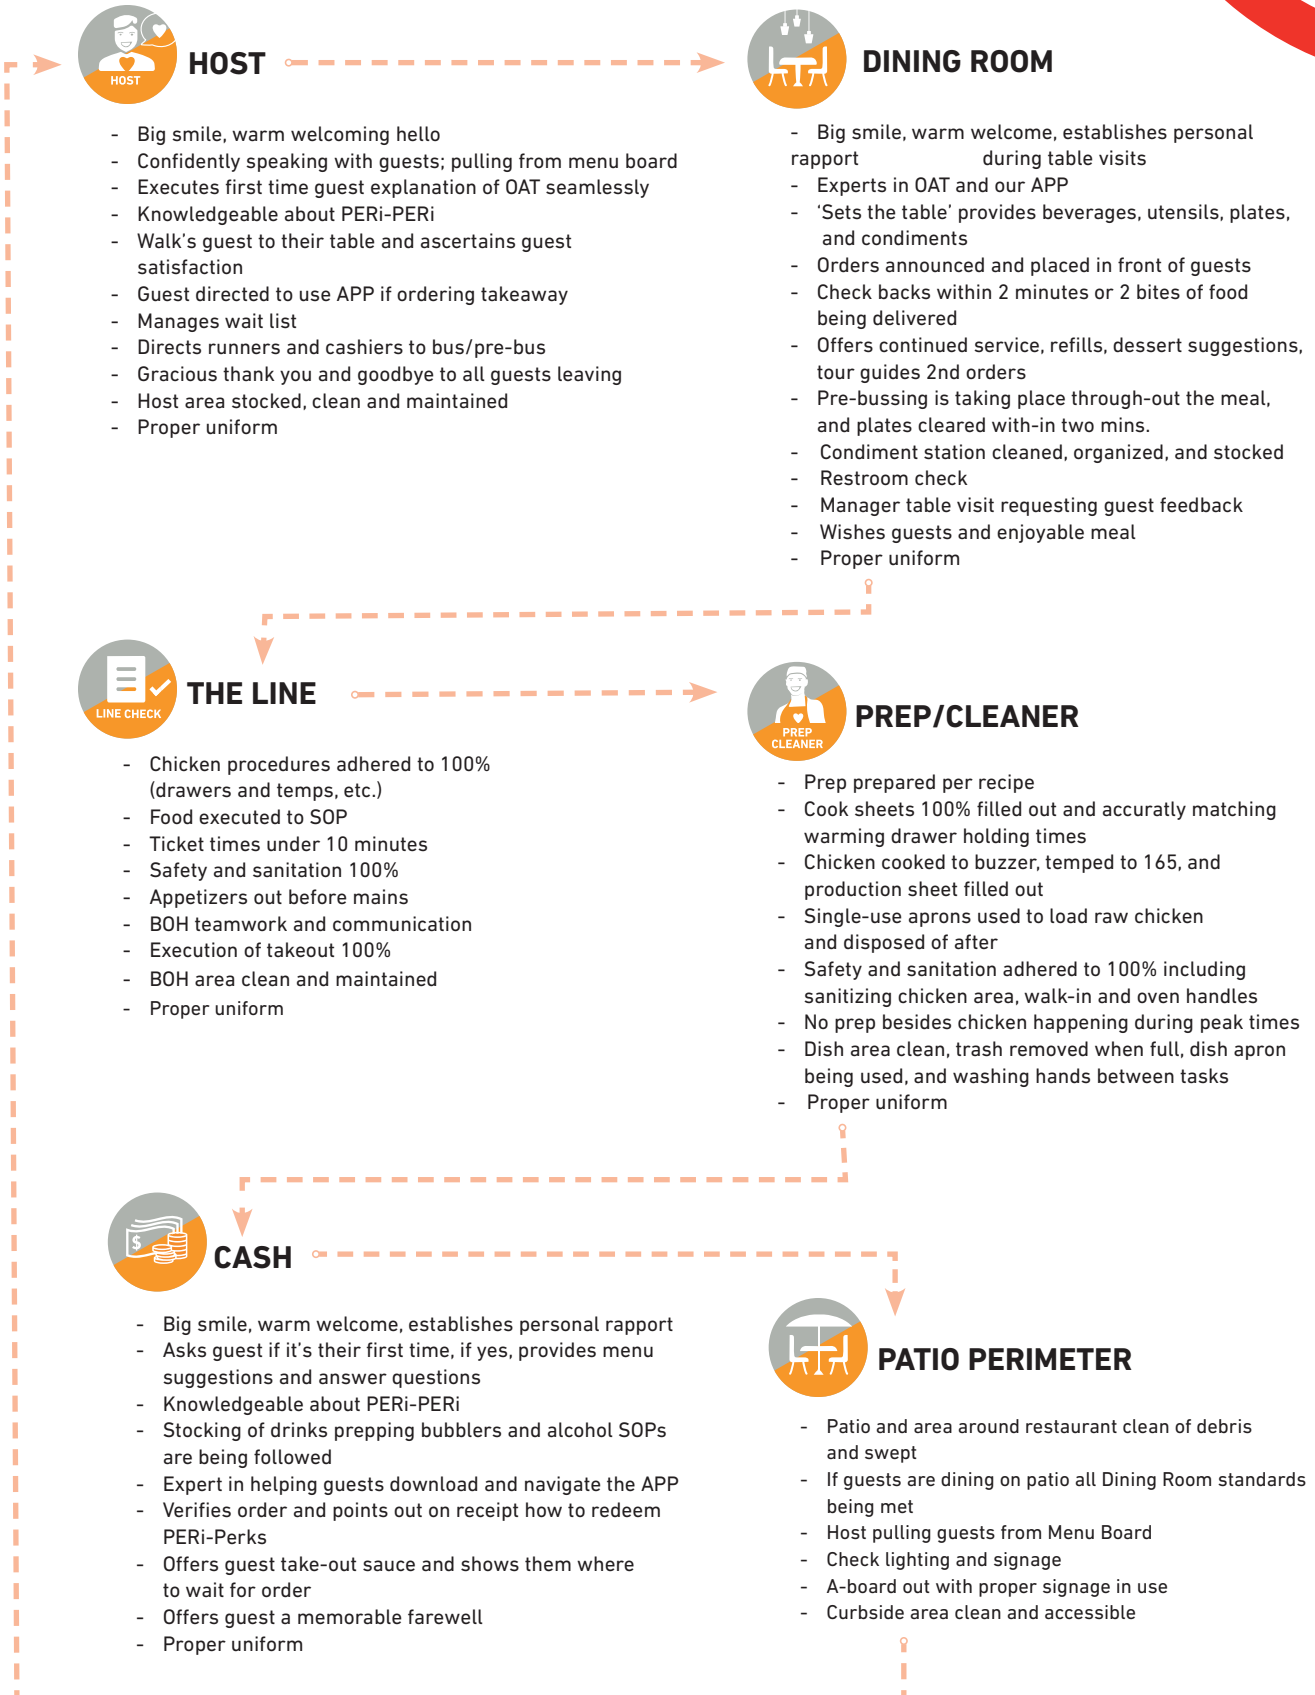 HOST
HOST
- Big smile, warm welcoming hello
- Confidently speaking with guests; pulling from menu board
- Executes first time guest explanation of OAT seamlessly
- Knowledgeable about PERi-PERi
- Walk's guest to their table and ascertains guest
satisfaction
- Guest directed to use APP if ordering takeaway
- Manages wait list
- Directs runners and cashiers to bus/pre-bus
- Gracious thank you and goodbye to all guests leaving
- Host area stocked, clean and maintained
- Proper uniform
DINING ROOM
- Big smile, warm welcome, establishes personal
rapport during table visits
- Experts in OAT and our APP
- ‘Sets the table’ provides beverages, utensils, plates,
and condiments
- Orders announced and placed in front of guests
- Check backs within 2 minutes or 2 bites of food
being delivered
- Offers continued service, refills, dessert suggestions,
tour guides 2nd orders
- Pre-bussing is taking place through-out the meal,
and plates cleared with-in two mins.
- Condiment station cleaned, organized, and stocked
- Restroom check
- Manager table visit requesting guest feedback
- Wishes guests and enjoyable meal
- Proper uniform
LINE CHECK
THE LINE
- Chicken procedures adhered to 100%
(drawers and temps, etc.)
- Food executed to SOP
- Ticket times under 10 minutes
- Safety and sanitation 100%
- Appetizers out before mains
- BOH teamwork and communication
- Execution of takeout 100%
- BOH area clean and maintained
- Proper uniform
PREP
CLEANER
PREP/CLEANER
- Prep prepared per recipe
- Cook sheets 100% filled out and accuratly matching
warming drawer holding times
- Chicken cooked to buzzer, temped to 165, and
production sheet filled out
- Single-use aprons used to load raw chicken
and disposed of after
- Safety and sanitation adhered to 100% including
sanitizing chicken area, walk-in and oven handles
- No prep besides chicken happening during peak times
- Dish area clean, trash removed when full, dish apron
being used, and washing hands between tasks
- Proper uniform
$
CASH
- Big smile, warm welcome, establishes personal rapport
- Asks guest if it's their first time, if yes, provides menu
suggestions and answer questions
- Knowledgeable about PERi-PERi
- Stocking of drinks prepping bubblers and alcohol SOPs
are being followed
- Expert in helping guests download and navigate the APP
- Verifies order and points out on receipt how to redeem
PERi-Perks
- Offers guest take-out sauce and shows them where
to wait for order
- Offers guest a memorable farewell
- Proper uniform
PATIO PERIMETER
- Patio and area around restaurant clean of debris
and swept
- If guests are dining on patio all Dining Room standards
being met
- Host pulling guests from Menu Board
- Check lighting and signage
- A-board out with proper signage in use
- Curbside area clean and accessible